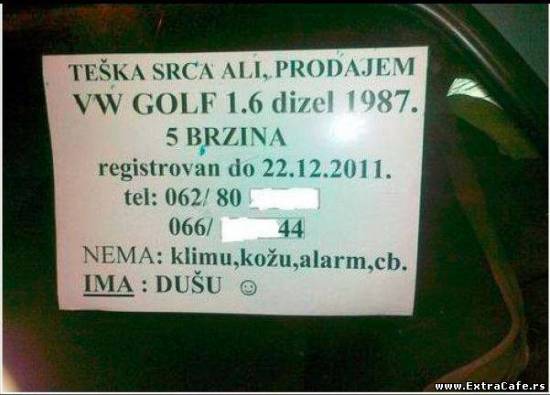 TEŠKA SRCA ALI, PRODAJEM
VW GOLF 1.6 dizel 1987.
5 BRZINA
registrovan do 22.12.2011.
tel: 062/ 80
066/ 44
NEMA: klimu,kožu,alarm,cb.
IMA : DUŠU ☺
www.ExtraCafe.rs